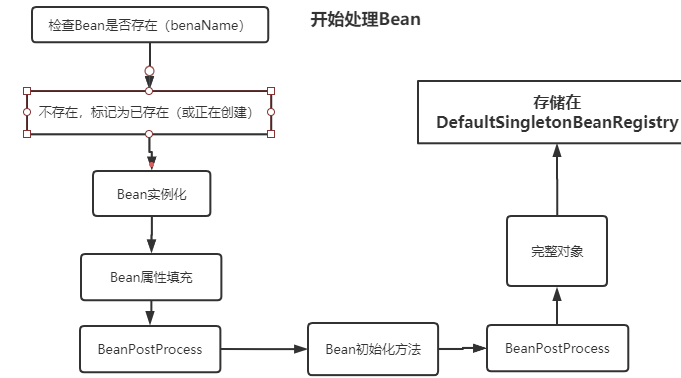 开始处理Bean
检查Bean是否存在（benaName）
不存在，标记为已存在（或正在创建）
Bean实例化
Bean属性填充
BeanPostProcess
Bean初始化方法
BeanPostProcess
完整对象
存储在
DefaultSingletonBeanRegistry